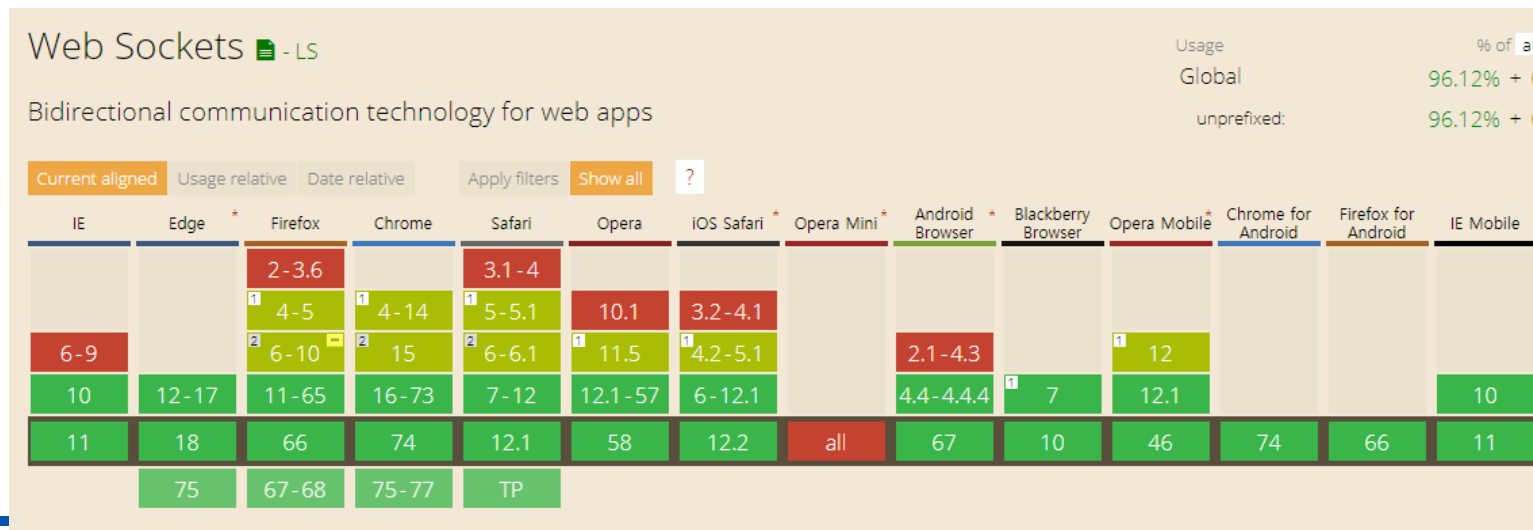 Web Sockets - LS
Usage % of al
Global 96.12% +
Bidirectional communication technology for web apps
unprefixed: 96.12% +
Current aligned Usage relative Date relative Apply filters Show all ?
IE Edge * Firefox Chrome Safari Opera iOS Safari * Opera Mini * Android Browser * Blackberry Browser Opera Mobile * Chrome for Android Firefox for Android IE Mobile
2-3.6 3.1-4
1 4-5 1 4-14 1 5-5.1 10.1 3.2-4.1
6-9 2 6-10 - 2 15 2 6-6.1 1 11.5 1 4.2-5.1 2.1-4.3 1 12
10 12-17 11-65 16-73 7-12 12.1-57 6-12.1 4.4-4.4.4 1 7 12.1 10
11 18 66 74 12.1 58 12.2 all 67 10 46 74 66 11
75 67-68 75-77 TP